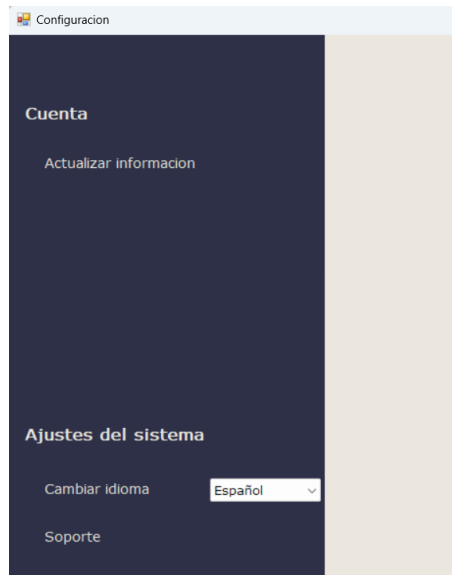 Configuracion
Cuenta
Actualizar informacion
Ajustes del sistema
Cambiar idioma Español
Soporte